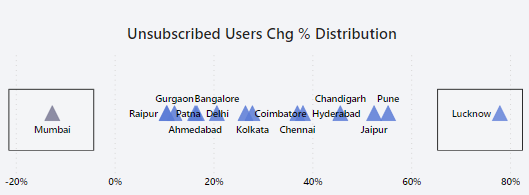 Unsubscribed Users Chg % Distribution
Gurgaon Bangalore Chandigarh Pune
Raipur Patna Delhi Coimbatore Hyderabad Lucknow
Mumbai Ahmedabad Kolkata Chennai Jaipur
-20% 0% 20% 40% 60% 80%